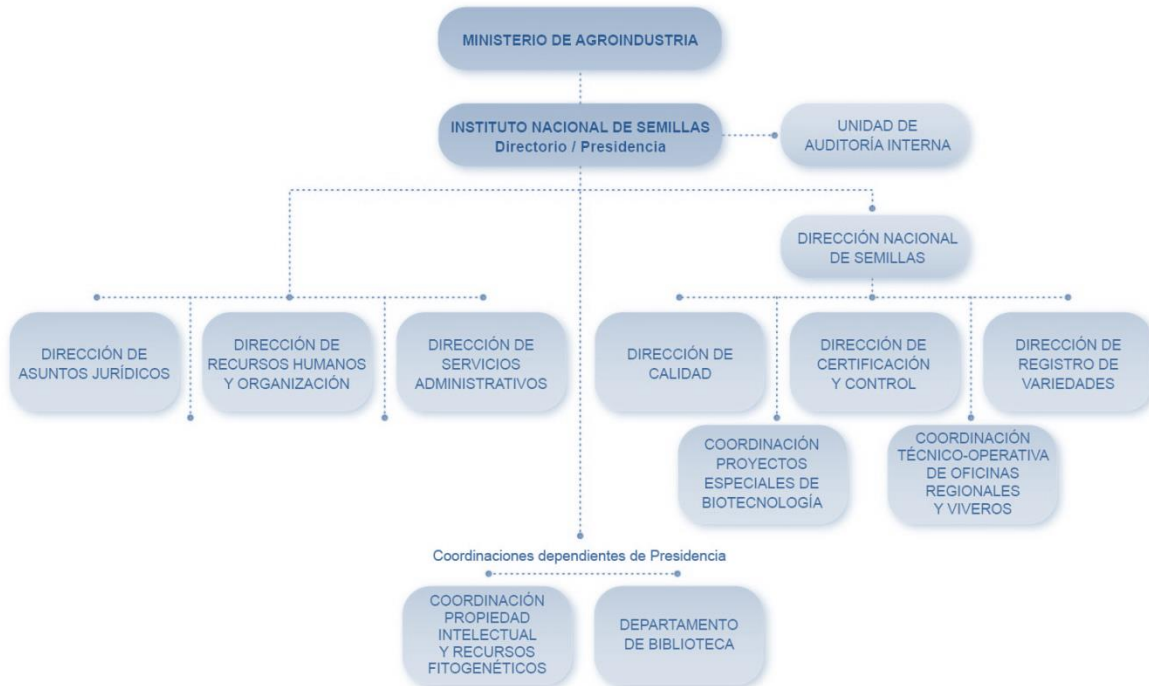 MINISTERIO DE AGROINDUSTRIA
INSTITUTO NACIONAL DE SEMILLAS
Directorio / Presidencia
UNIDAD DE
AUDITORÍA INTERNA
DIRECCIÓN NACIONAL
DE SEMILLAS
DIRECCIÓN DE
ASUNTOS JURÍDICOS
DIRECCIÓN DE
RECURSOS HUMANOS
Y ORGANIZACIÓN
DIRECCIÓN DE
SERVICIOS
ADMINISTRATIVOS
DIRECCIÓN DE
CALIDAD
DIRECCIÓN DE
CERTIFICACIÓN
Y CONTROL
DIRECCIÓN DE
REGISTRO DE
VARIEDADES
COORDINACIÓN
PROYECTOS
ESPECIALES DE
BIOTECNOLOGÍA
COORDINACIÓN
TÉCNICO-OPERATIVA
DE OFICINAS
REGIONALES
Y VIVEROS
Coordinaciones dependientes de Presidencia
COORDINACIÓN
PROPIEDAD
INTELECTUAL
Y RECURSOS
FITOGENÉTICOS
DEPARTAMENTO
DE BIBLIOTECA